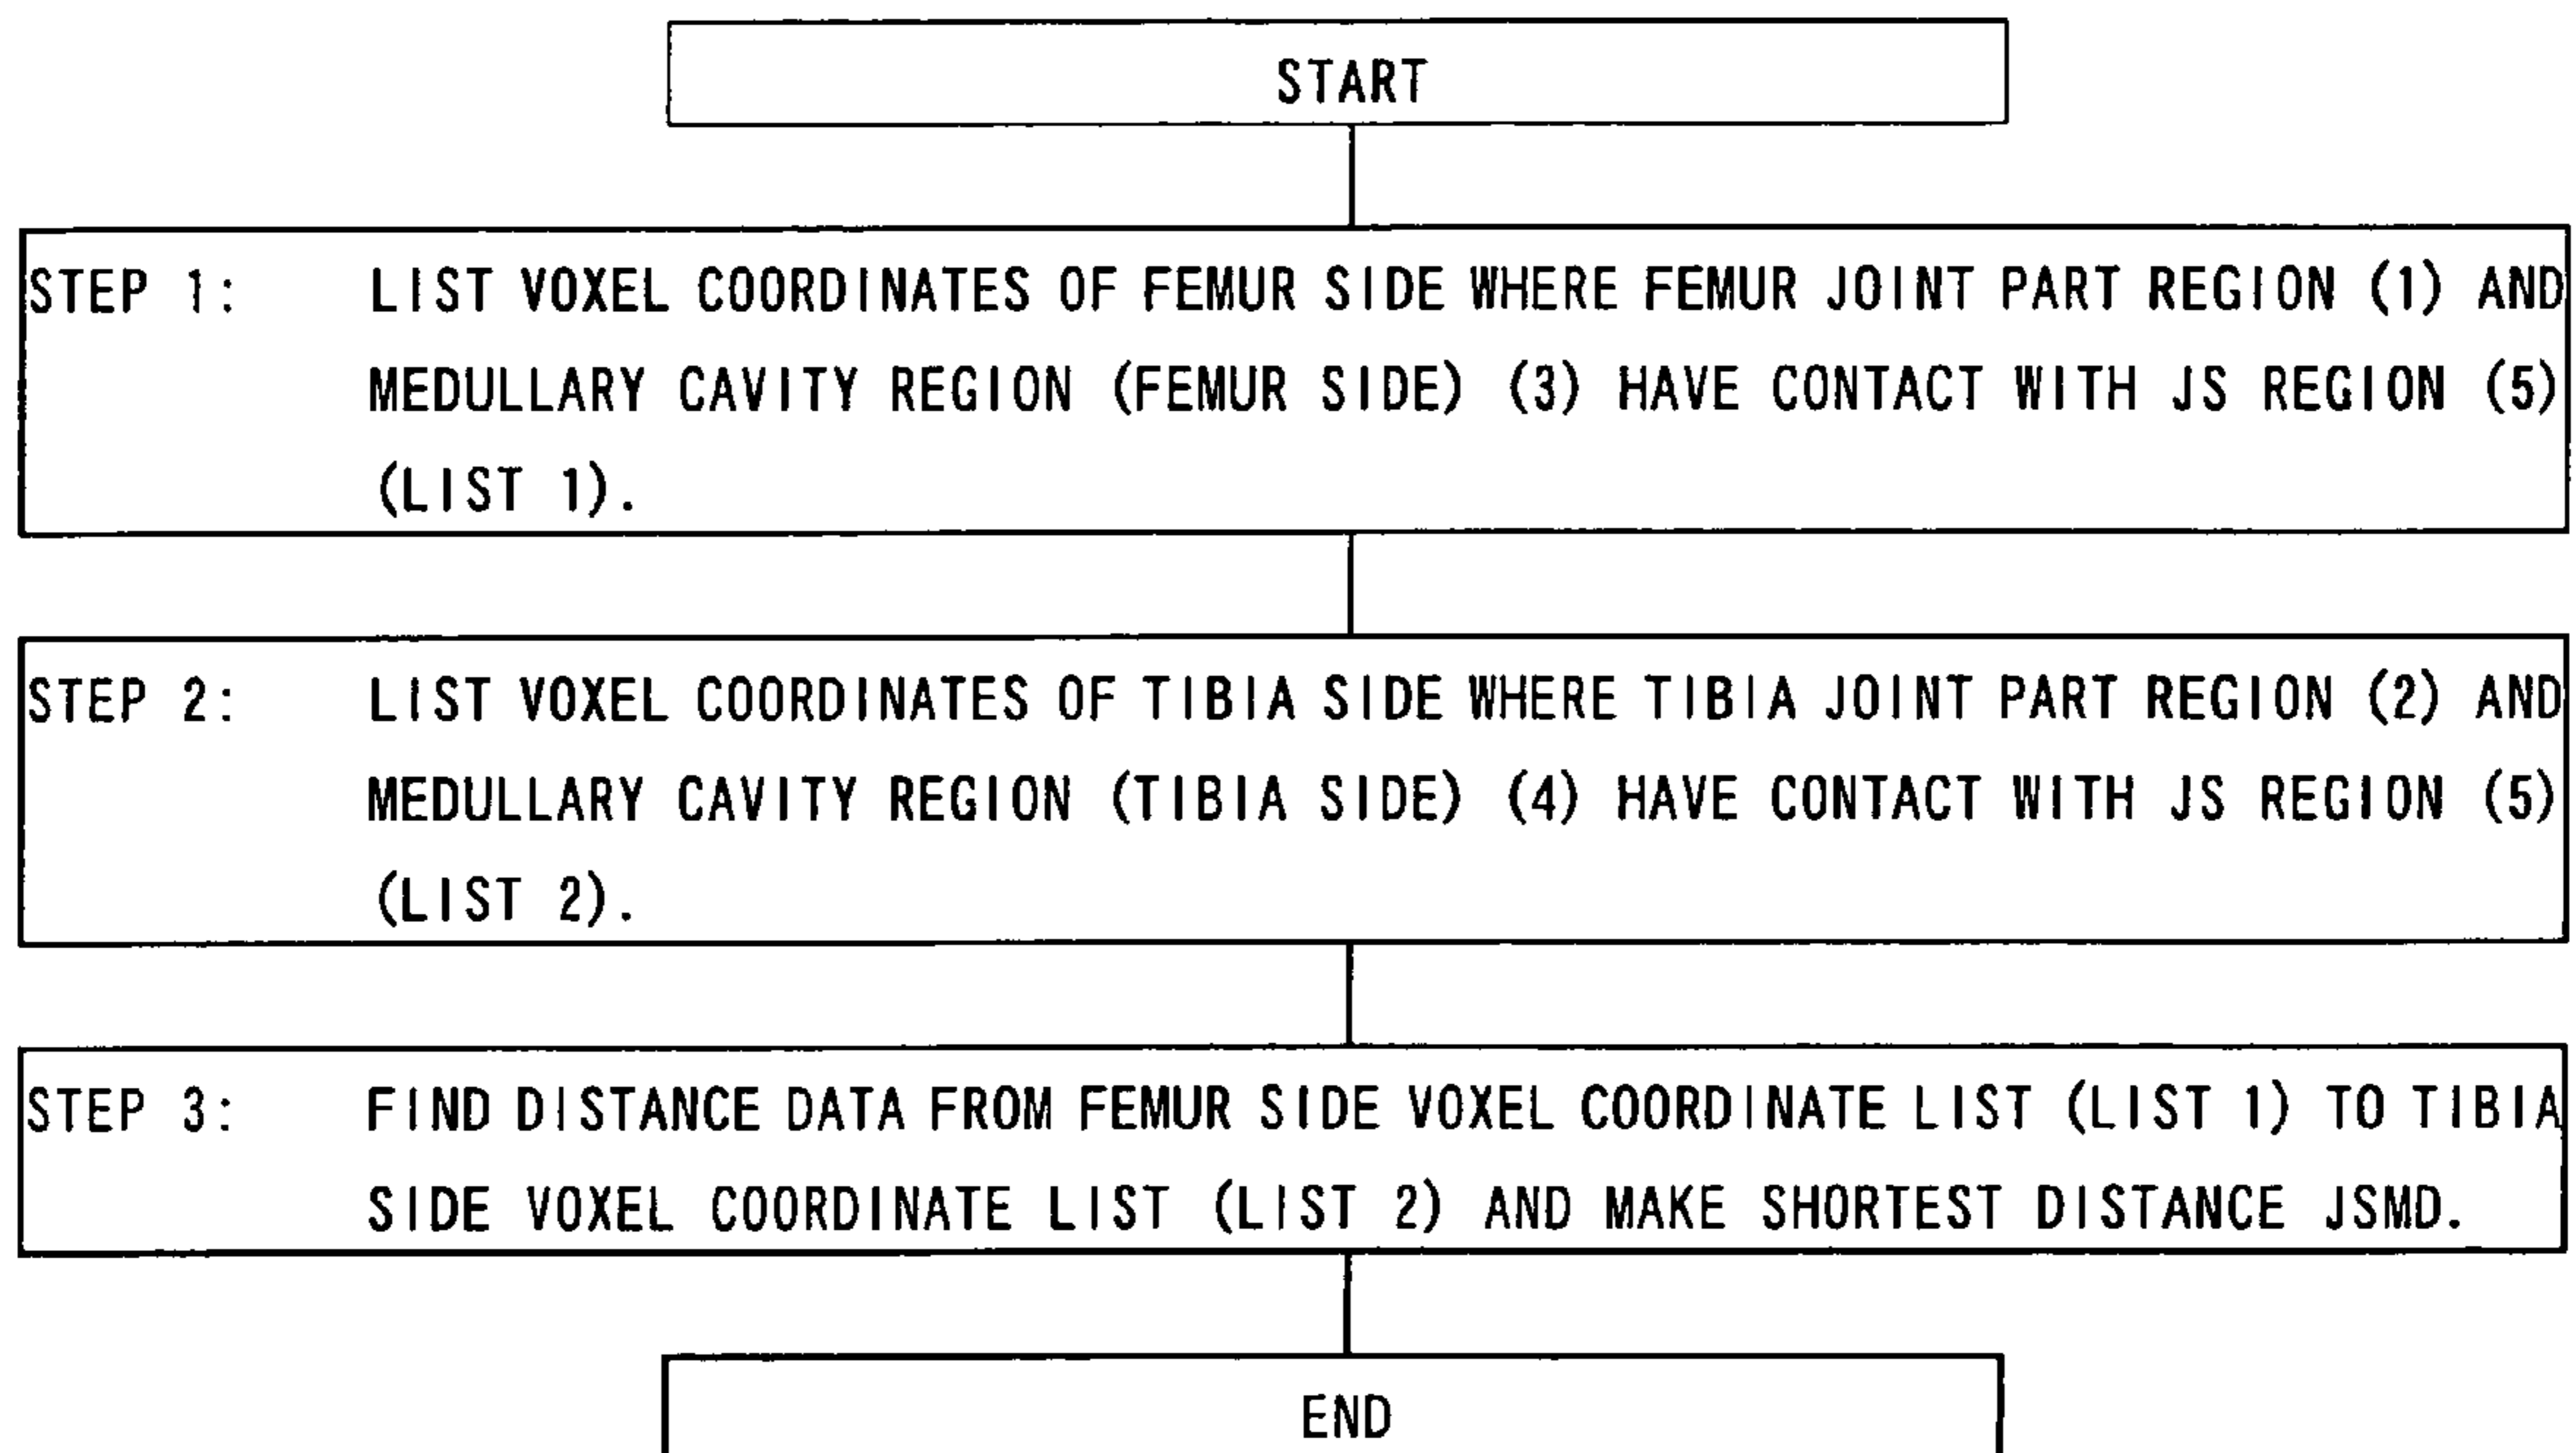 START
STEP 1: LIST VOXEL COORDINATES OF FEMUR SIDE WHERE FEMUR JOINT PART REGION (1) AND
MEDULLARY CAVITY REGION (FEMUR SIDE) (3) HAVE CONTACT WITH JS REGION (5)
(LIST 1).
STEP 2: LIST VOXEL COORDINATES OF TIBIA SIDE WHERE TIBIA JOINT PART REGION (2) AND
MEDULLARY CAVITY REGION (TIBIA SIDE) (4) HAVE CONTACT WITH JS REGION (5)
(LIST 2).
STEP 3: FIND DISTANCE DATA FROM FEMUR SIDE VOXEL COORDINATE LIST (LIST 1) TO TIBIA
SIDE VOXEL COORDINATE LIST (LIST 2) AND MAKE SHORTEST DISTANCE JSMD.
END